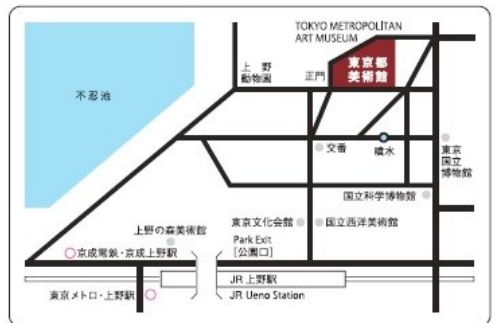 TOKYO METROPOLITAN
ART MUSEUM
東京都
美術館
上野
動物園
正門
不忍池
交番
噴水
東京
国立
博物館
国立科学博物館
東京文化会館
国立西洋美術館
上野の森美術館
Park Exit
[公園口]
京成電鉄・京成上野駅
JR上野駅
東京メトロ・上野駅
JR Ueno Station